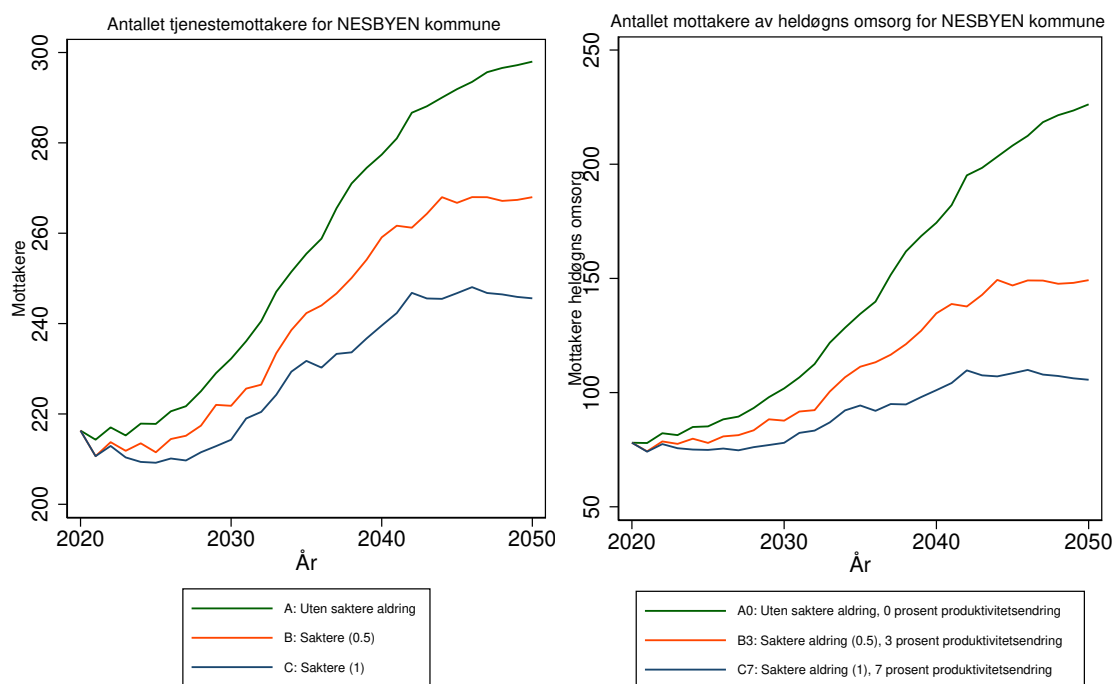 Antallet tjenestemottakere for NESBYEN kommune
300
280
260
240
220
200
Mottakere
2020
2030
2040
2050
År
A: Uten saktere aldring
B: Saktere (0.5)
C: Saktere (1)
Antallet mottakere av heldøgns omsorg for NESBYEN kommune
250
200
150
100
50
Mottakere heldøgns omsorg
2020
2030
2040
2050
År
A0: Uten saktere aldring, 0 prosent produktivitetsendring
B3: Saktere aldring (0.5), 3 prosent produktivitetsendring
C7: Saktere aldring (1), 7 prosent produktivitetsendring